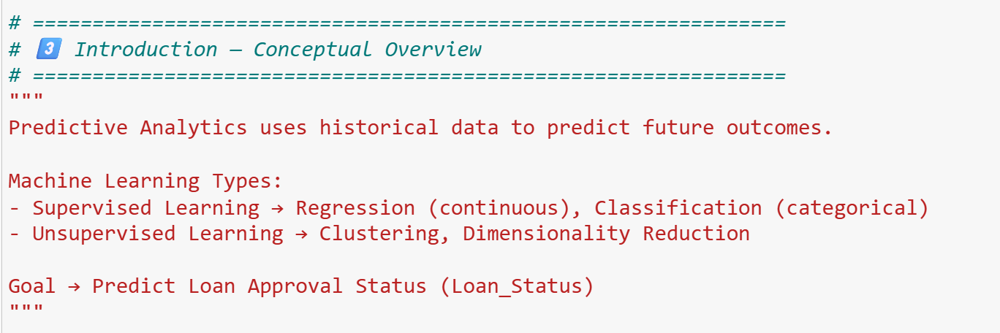 # ===============================================================
# 3️⃣ Introduction — Conceptual Overview
# ===============================================================
"""
Predictive Analytics uses historical data to predict future outcomes.
Machine Learning Types:
- Supervised Learning → Regression (continuous), Classification (categorical)
- Unsupervised Learning → Clustering, Dimensionality Reduction
Goal → Predict Loan Approval Status (Loan_Status)
"""